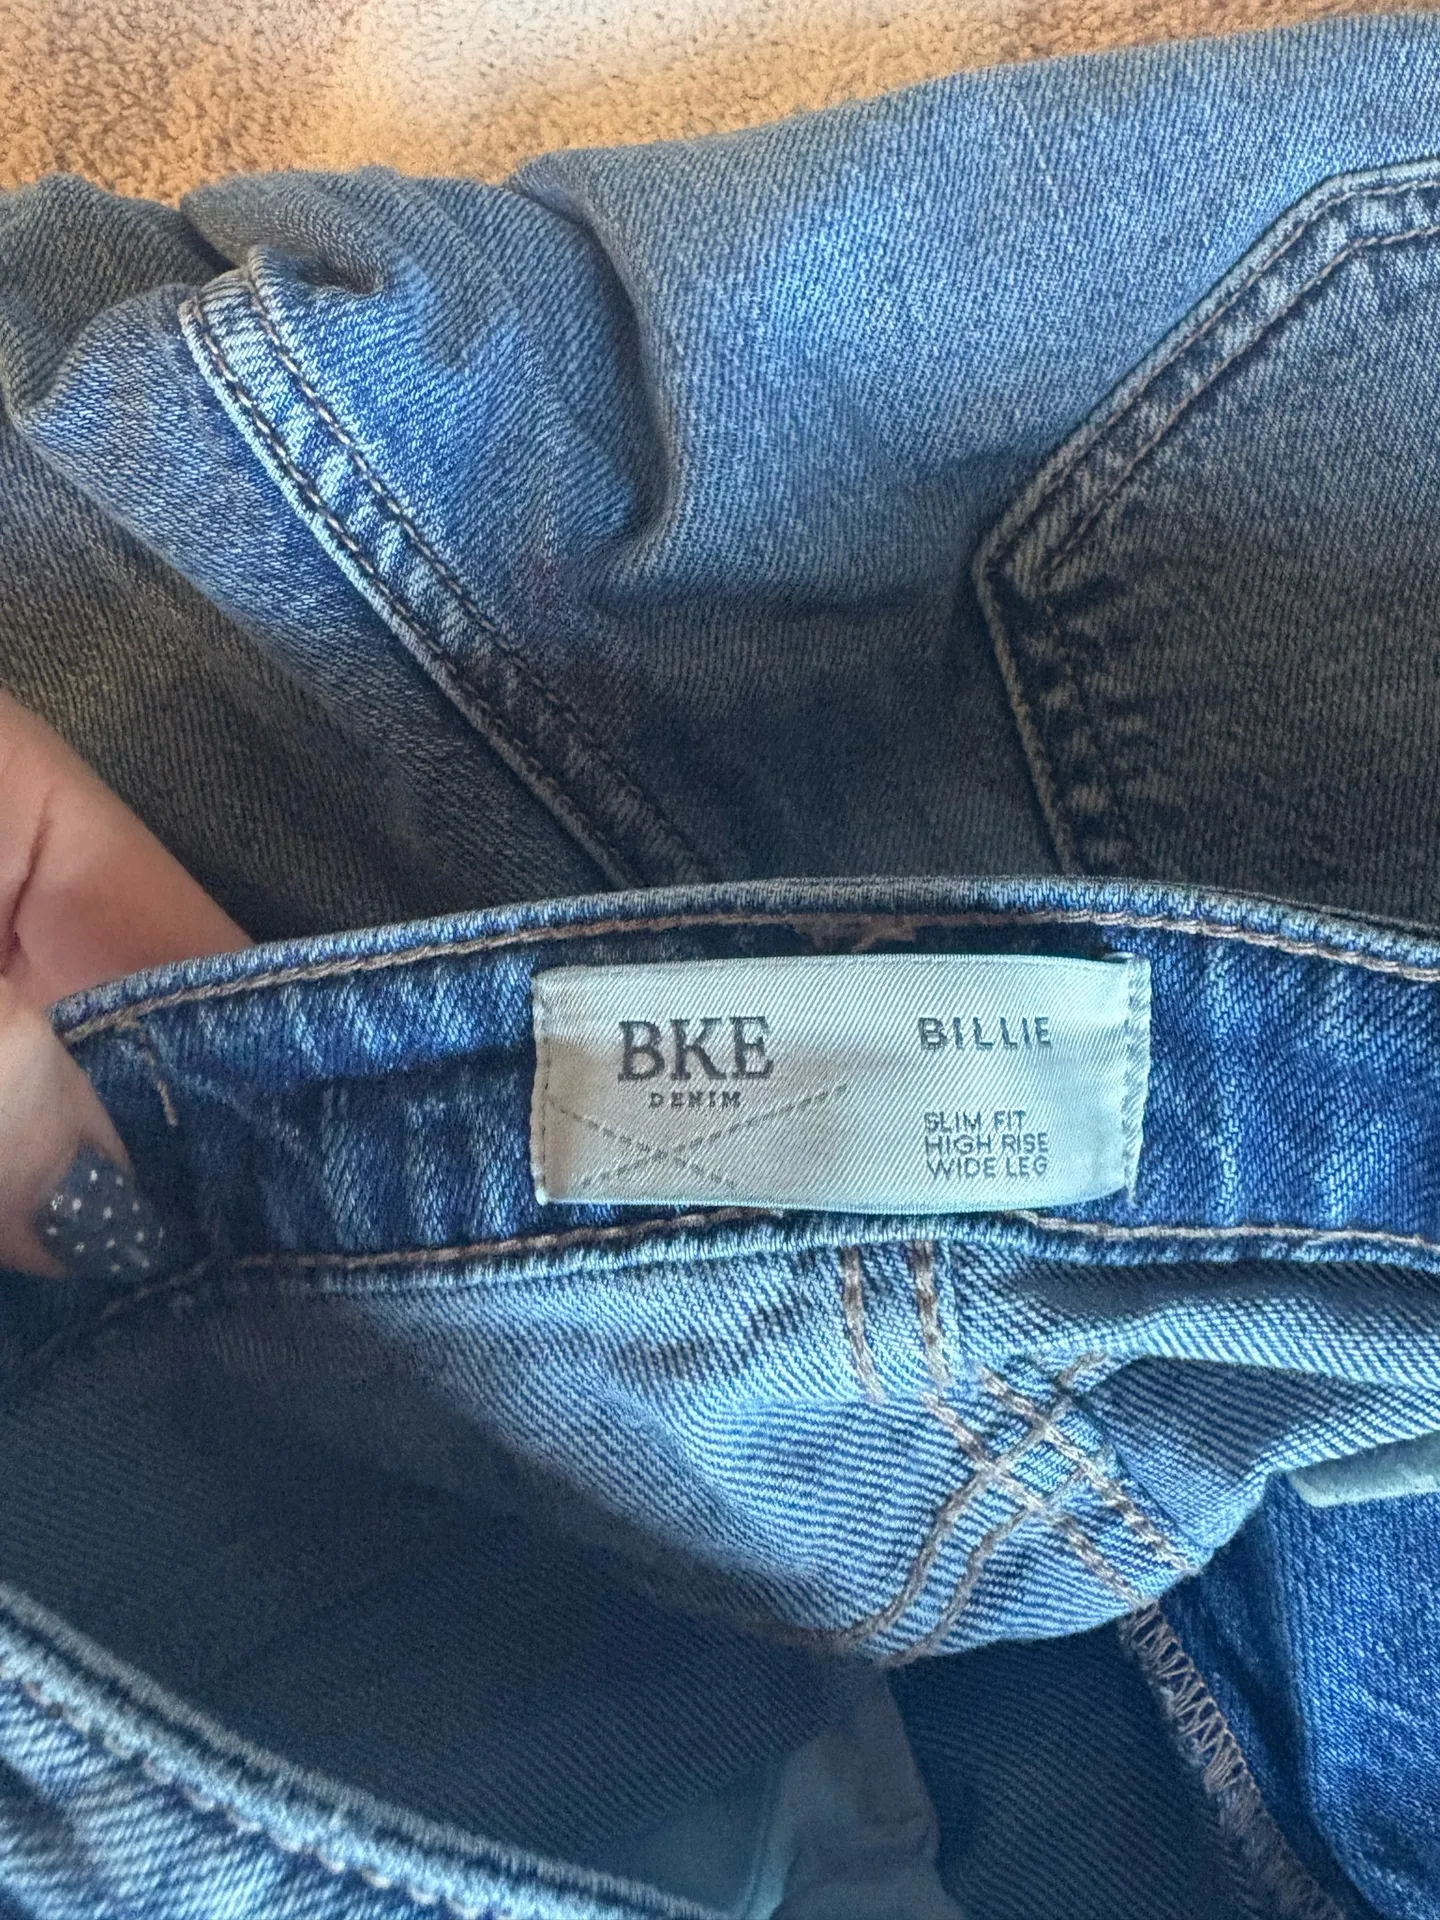 BKE
DENIM
BILLIE
SLIM FIT
HIGH RISE
WIDE LEG